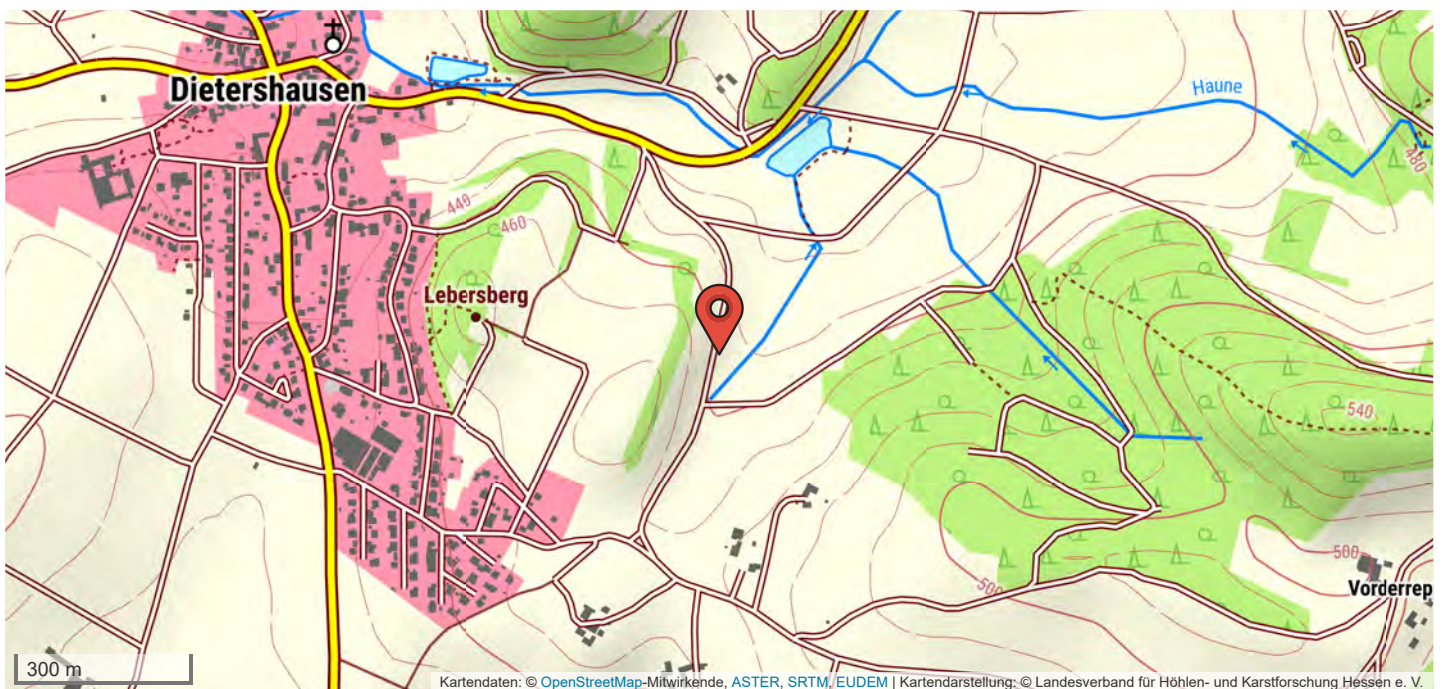 Dietershausen
Haune
480
440
460
Lebersberg
540
500
500
Vorderrep
300 m
Kartendaten: © OpenStreetMap-Mitwirkende, ASTER, SRTM, EUDEM | Kartendarstellung: © Landesverband für Höhlen- und Karstforschung Hessen e. V.